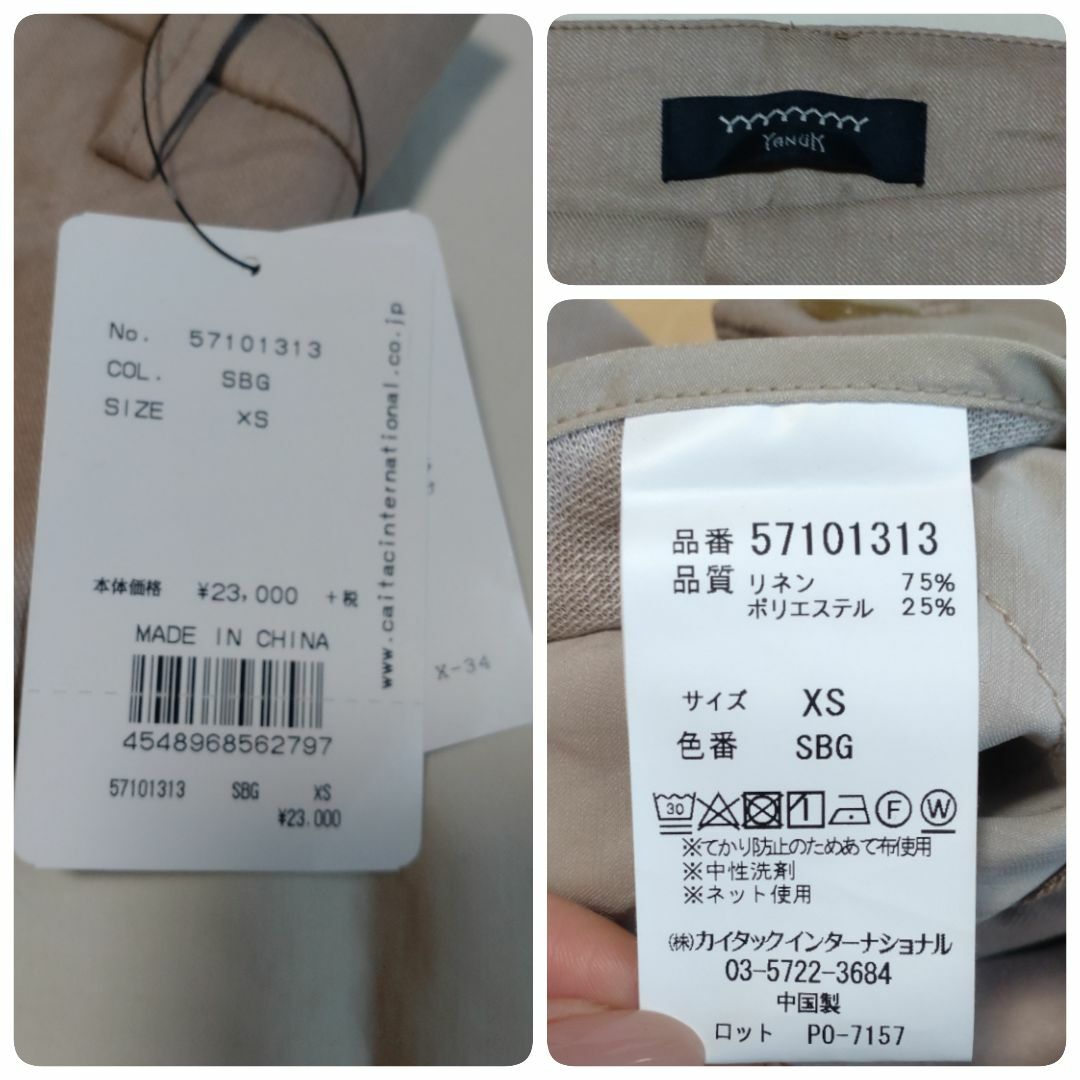 No. 57101313
COL. SBG
SIZE XS
本体価格 ¥23,000 +税
MADE IN CHINA
4548968562797
57101313 SBG XS
¥23,000
www.caitacinternational.co.jp
X-34
YANUK
品番 57101313
品質 リネン 75%
ポリエステル 25%
サイズ XS
色番 SBG
30 1 F W
※てかり防止のためあて布使用
※中性洗剤
※ネット使用
㈱カイタックインターナショナル
03-5722-3684
中国製
ロット PO-7157